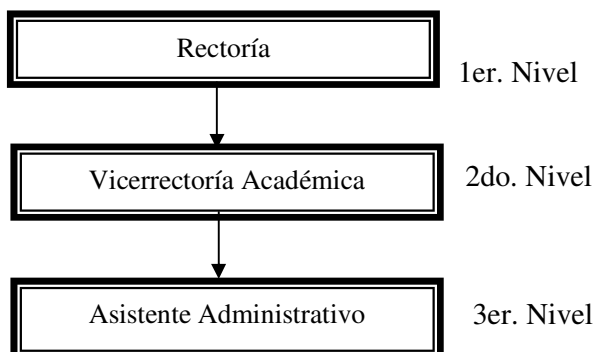 Rectoría
1er. Nivel
Vicerrectoría Académica
2do. Nivel
Asistente Administrativo
3er. Nivel